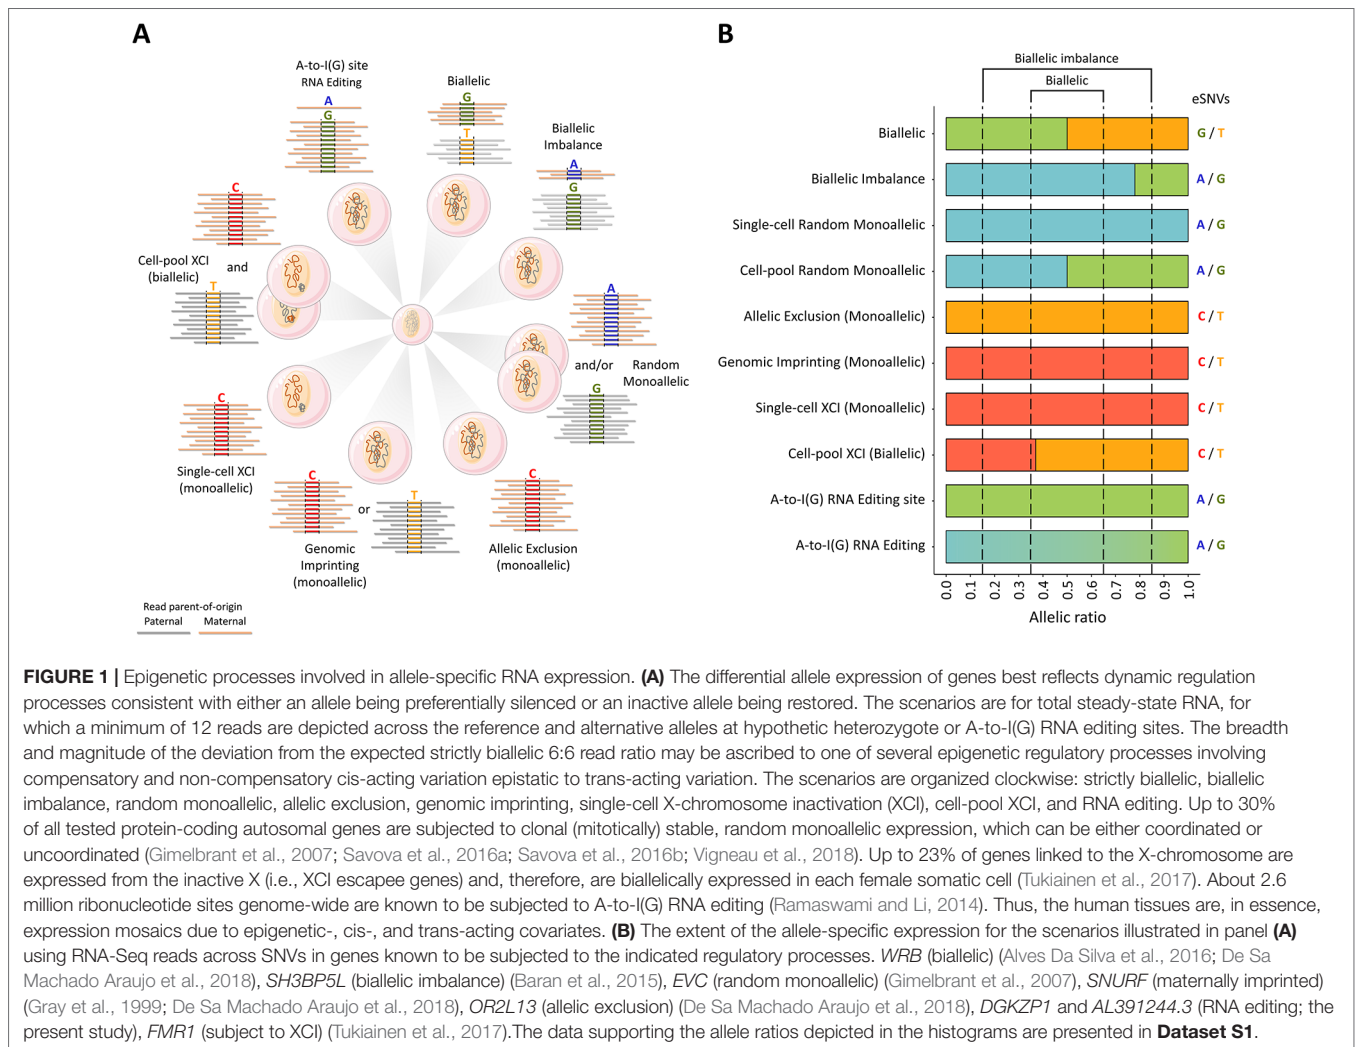 A
A-to-I(G) site
RNA Editing
A
G
Biallelic
G
T
Biallelic
Imbalance
A
G
C
Cell-pool XCI
(biallelic)
and
T
A
and/or
Random
Monoallelic
G
C
Single-cell XCI
(monoallelic)
C
or
T
Genomic
Imprinting
(monoallelic)
C
Allelic Exclusion
(monoallelic)
Read parent-of-origin
Paternal Maternal
B
Biallelic imbalance
Biallelic
eSNVs
Biallelic G / T
Biallelic Imbalance A / G
Single-cell Random Monoallelic A / G
Cell-pool Random Monoallelic A / G
Allelic Exclusion (Monoallelic) C / T
Genomic Imprinting (Monoallelic) C / T
Single-cell XCI (Monoallelic) C / T
Cell-pool XCI (Biallelic) C / T
A-to-I(G) RNA Editing site A / G
A-to-I(G) RNA Editing A / G
0.0 0.1 0.2 0.3 0.4 0.5 0.6 0.7 0.8 0.9 1.0
Allelic ratio
FIGURE 1 | Epigenetic processes involved in allele-specific RNA expression. (A) The differential allele expression of genes best reflects dynamic regulation
processes consistent with either an allele being preferentially silenced or an inactive allele being restored. The scenarios are for total steady-state RNA, for
which a minimum of 12 reads are depicted across the reference and alternative alleles at hypothetic heterozygote or A-to-I(G) RNA editing sites. The breadth
and magnitude of the deviation from the expected strictly biallelic 6:6 read ratio may be ascribed to one of several epigenetic regulatory processes involving
compensatory and non-compensatory cis-acting variation epistatic to trans-acting variation. The scenarios are organized clockwise: strictly biallelic, biallelic
imbalance, random monoallelic, allelic exclusion, genomic imprinting, single-cell X-chromosome inactivation (XCI), cell-pool XCI, and RNA editing. Up to 30%
of all tested protein-coding autosomal genes are subjected to clonal (mitotically) stable, random monoallelic expression, which can be either coordinated or
uncoordinated (Gimelbrant et al., 2007; Savova et al., 2016a; Savova et al., 2016b; Vigneau et al., 2018). Up to 23% of genes linked to the X-chromosome are
expressed from the inactive X (i.e., XCI escapee genes) and, therefore, are biallelically expressed in each female somatic cell (Tukiainen et al., 2017). About 2.6
million ribonucleotide sites genome-wide are known to be subjected to A-to-I(G) RNA editing (Ramaswami and Li, 2014). Thus, the human tissues are, in essence,
expression mosaics due to epigenetic-, cis-, and trans-acting covariates. (B) The extent of the allele-specific expression for the scenarios illustrated in panel (A)
using RNA-Seq reads across SNVs in genes known to be subjected to the indicated regulatory processes. WRB (biallelic) (Alves Da Silva et al., 2016; De Sa
Machado Araujo et al., 2018), SH3BP5L (biallelic imbalance) (Baran et al., 2015), EVC (random monoallelic) (Gimelbrant et al., 2007), SNURF (maternally imprinted)
(Gray et al., 1999; De Sa Machado Araujo et al., 2018), OR2L13 (allelic exclusion) (De Sa Machado Araujo et al., 2018), DGKZP1 and AL391244.3 (RNA editing; the
present study), FMR1 (subject to XCI) (Tukiainen et al., 2017).The data supporting the allele ratios depicted in the histograms are presented in Dataset S1.